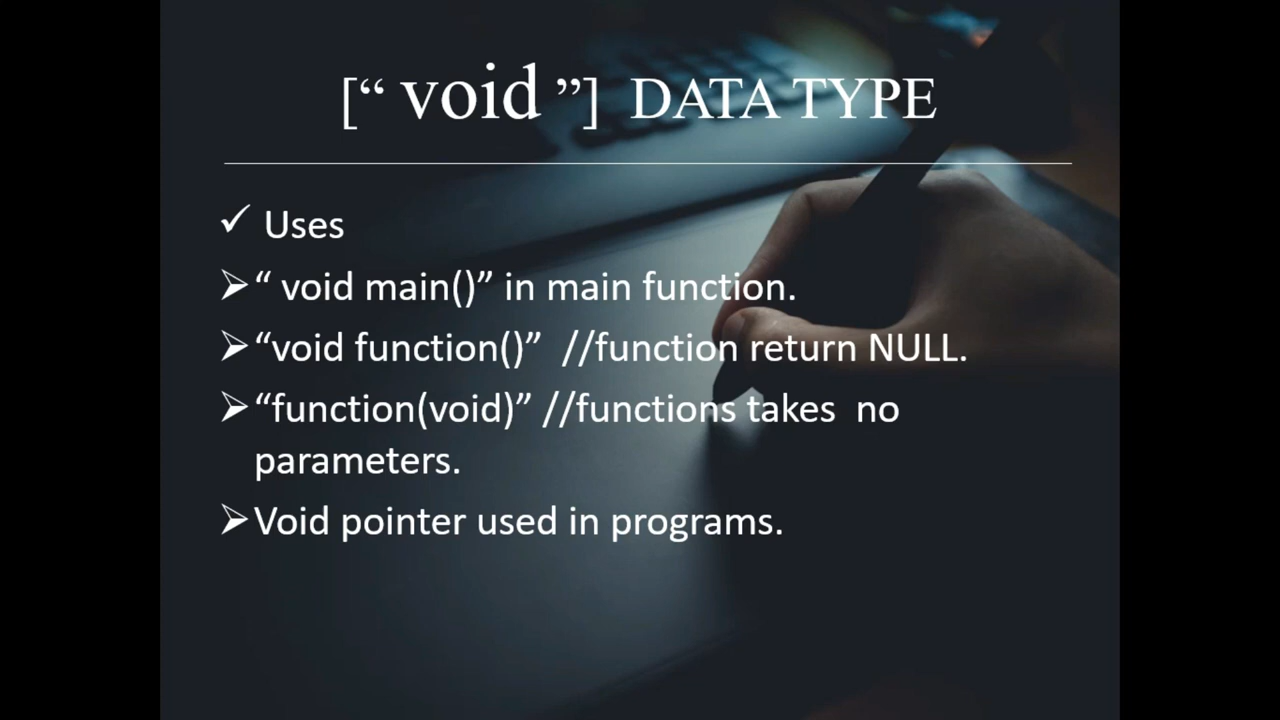 [“ void ”] DATA TYPE
✓ Uses
➢“ void main()” in main function.
➢“void function()” //function return NULL.
➢“function(void)” //functions takes no
parameters.
➢Void pointer used in programs.